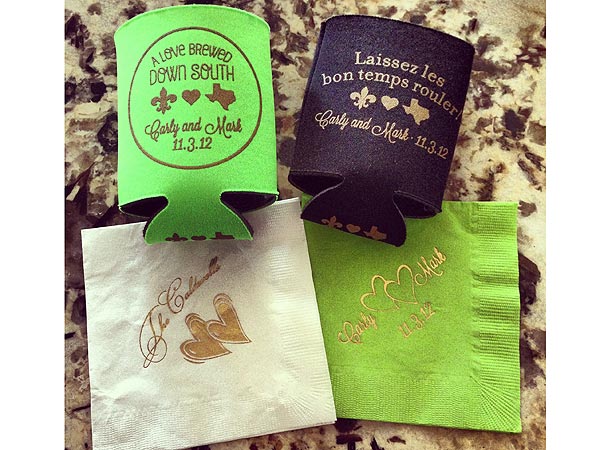 A LOVE BREWED
DOWN SOUTH
Carly and Mark
11.3.12
Laissez les
bon temps rouler!
Carly and Mark · 11.3.12
The Caldwells
Carly Mark
11.3.12